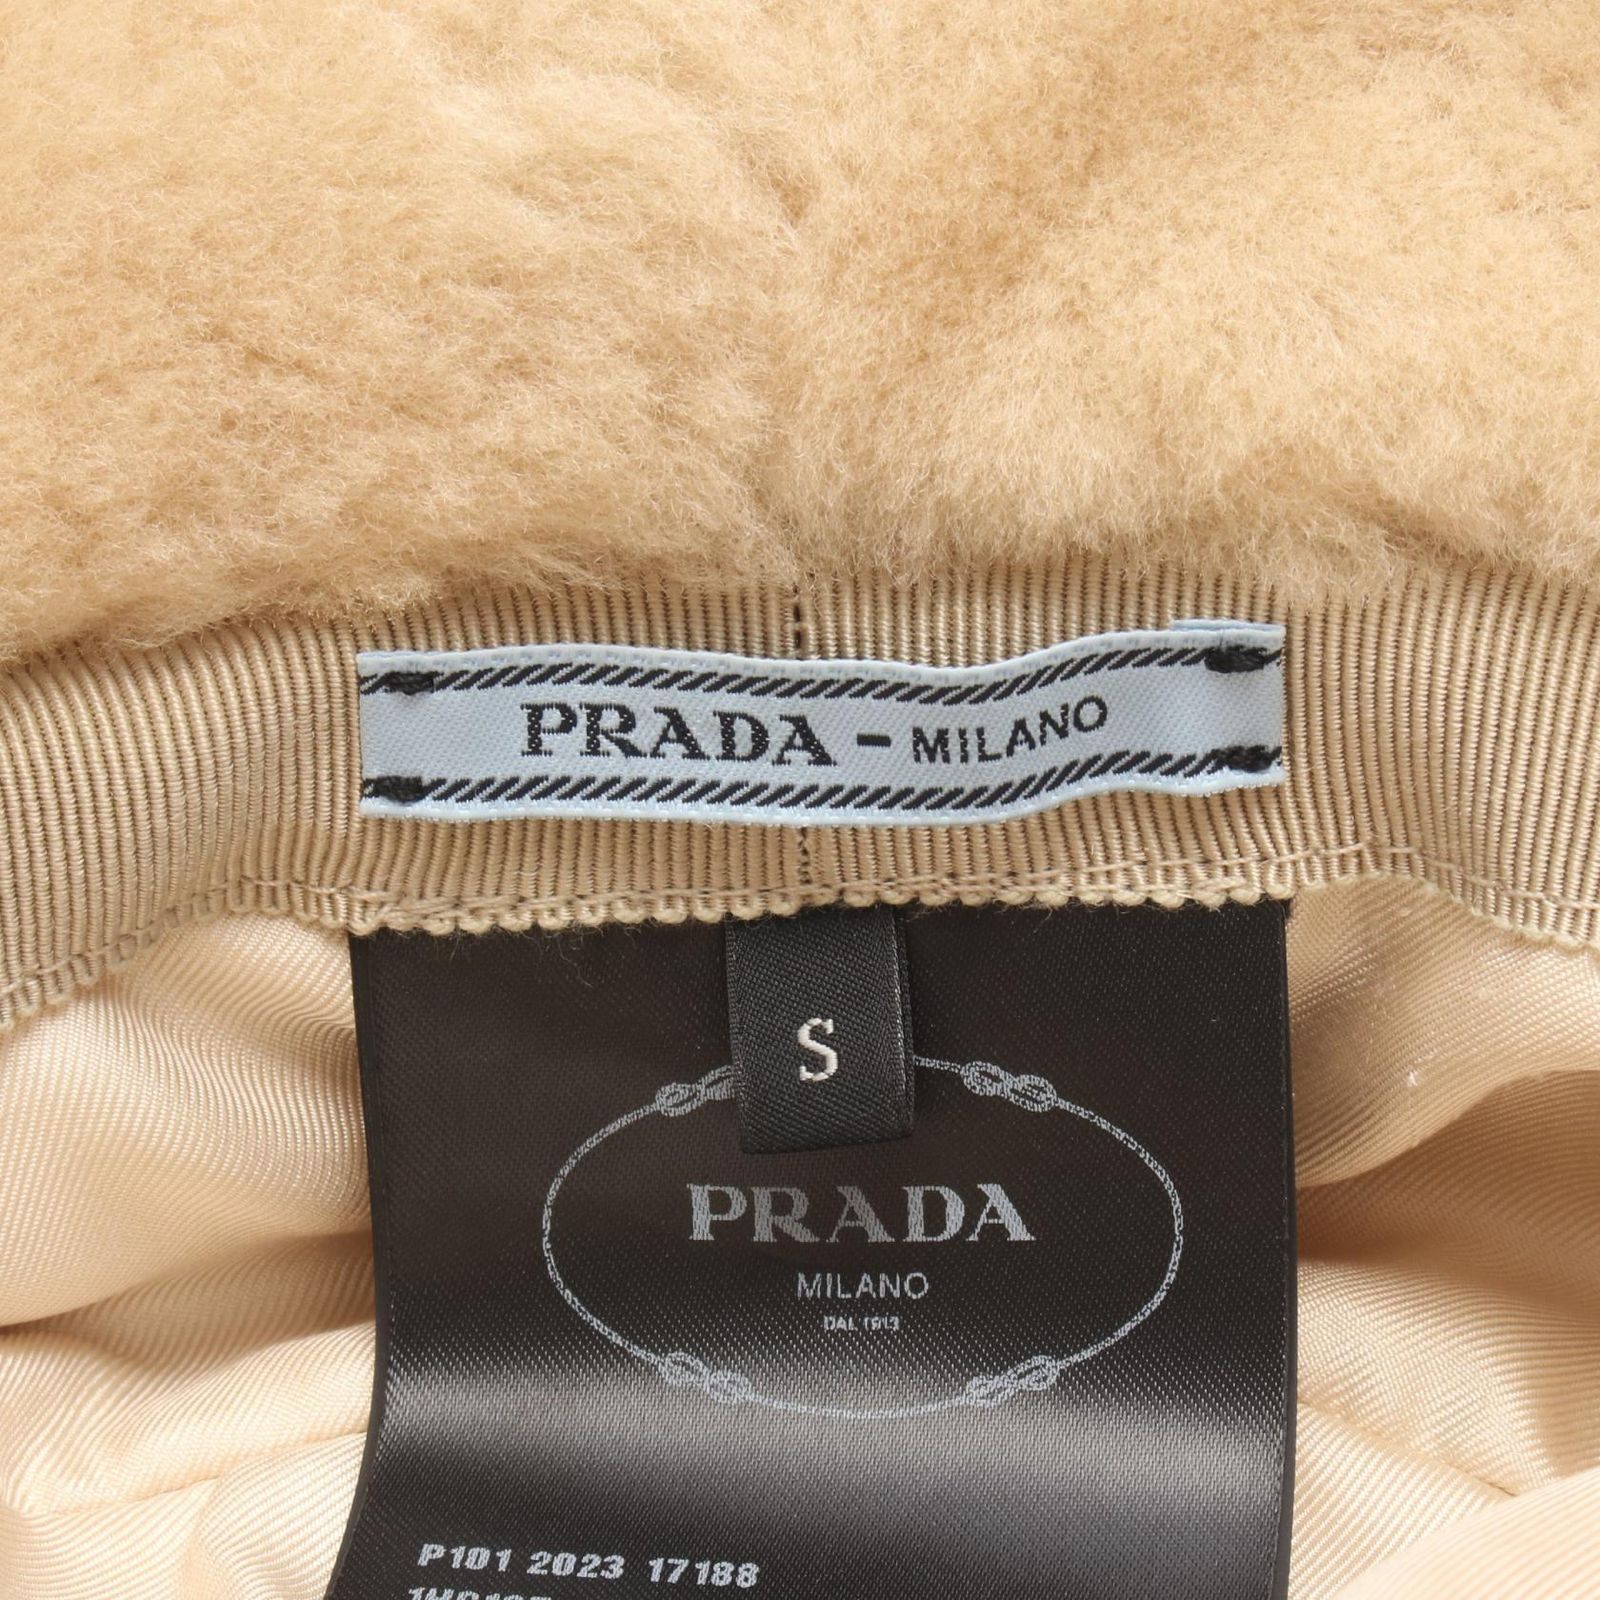 PRADA - MILANO
S
PRADA
MILANO
DAL 1913
P101 2023 17188